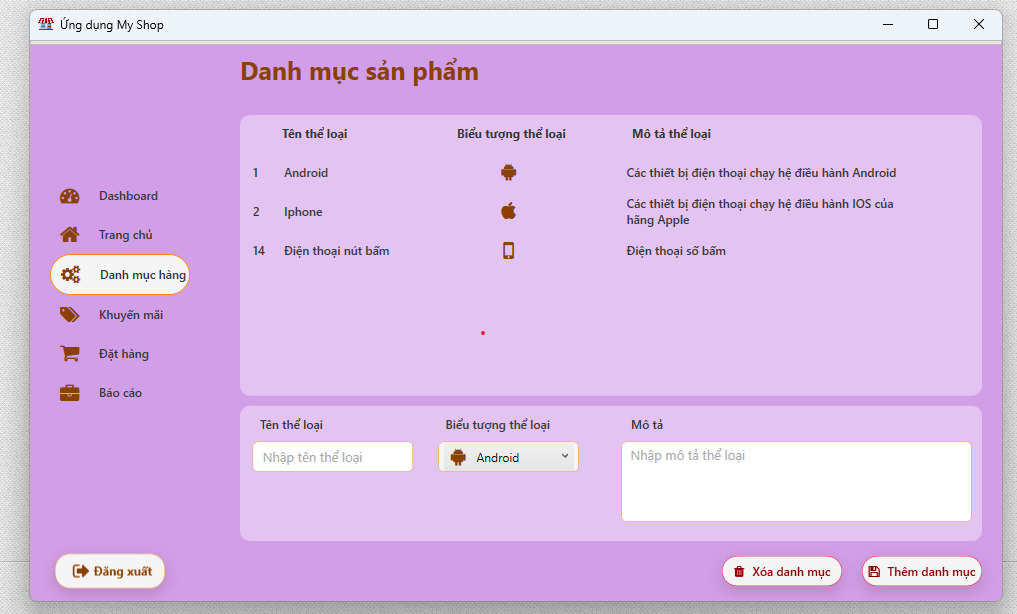 Ứng dụng My Shop
Danh mục sản phẩm
Tên thể loại Biểu tượng thể loại Mô tả thể loại
1 Android Các thiết bị điện thoại chạy hệ điều hành Android
2 Iphone Các thiết bị điện thoại chạy hệ điều hành IOS của
hãng Apple
14 Điện thoại nút bấm Điện thoại số bấm
Dashboard
Trang chủ
Danh mục hàng
Khuyến mãi
Đặt hàng
Báo cáo
Tên thể loại Biểu tượng thể loại Mô tả
Nhập tên thể loại Android Nhập mô tả thể loại
Đăng xuất
Xóa danh mục Thêm danh mục